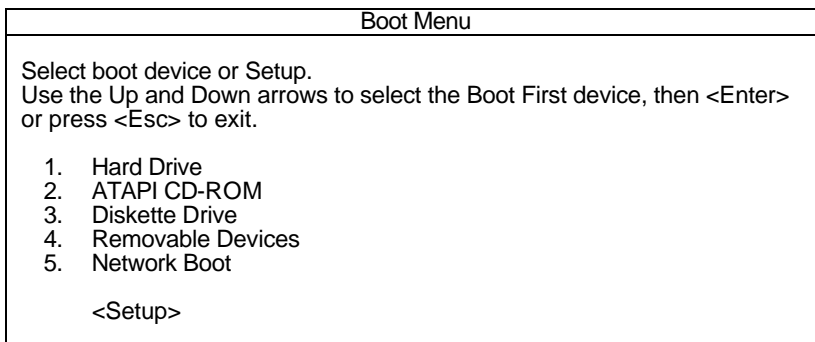 Boot Menu
Select boot device or Setup.
Use the Up and Down arrows to select the Boot First device, then <Enter>
or press <Esc> to exit.
1. Hard Drive
2. ATAPI CD-ROM
3. Diskette Drive
4. Removable Devices
5. Network Boot
<Setup>